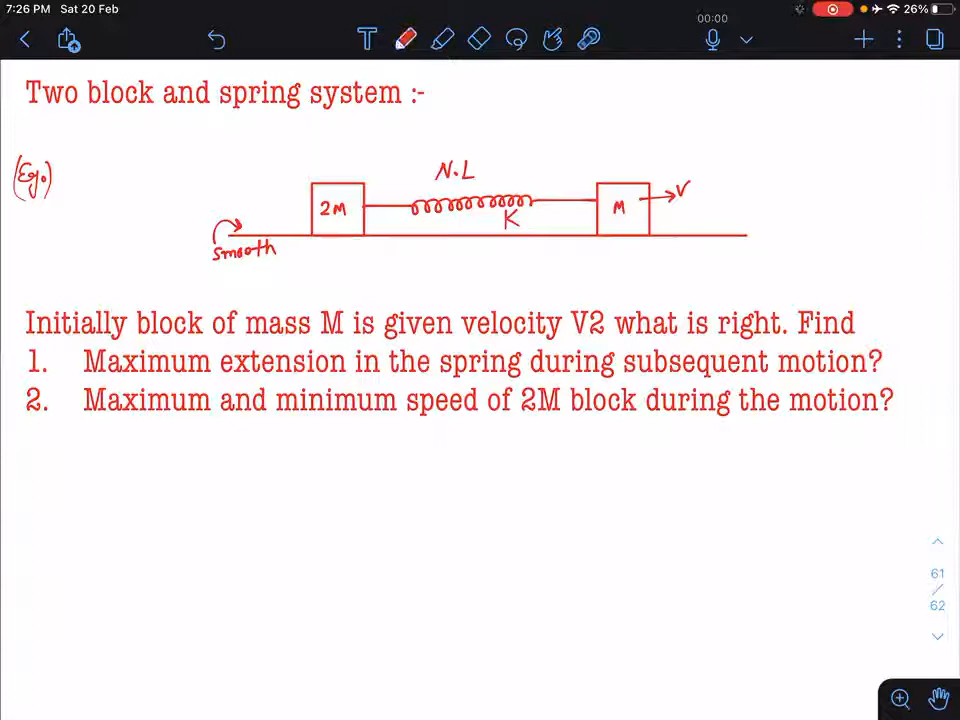 7:26 PM Sat 20 Feb
00:00
26%
Two block and spring system :-
(Eg.)
N.L
2M
K
M
V
Smooth
Initially block of mass M is given velocity V2 what is right. Find
1. Maximum extension in the spring during subsequent motion?
2. Maximum and minimum speed of 2M block during the motion?
61
/
62